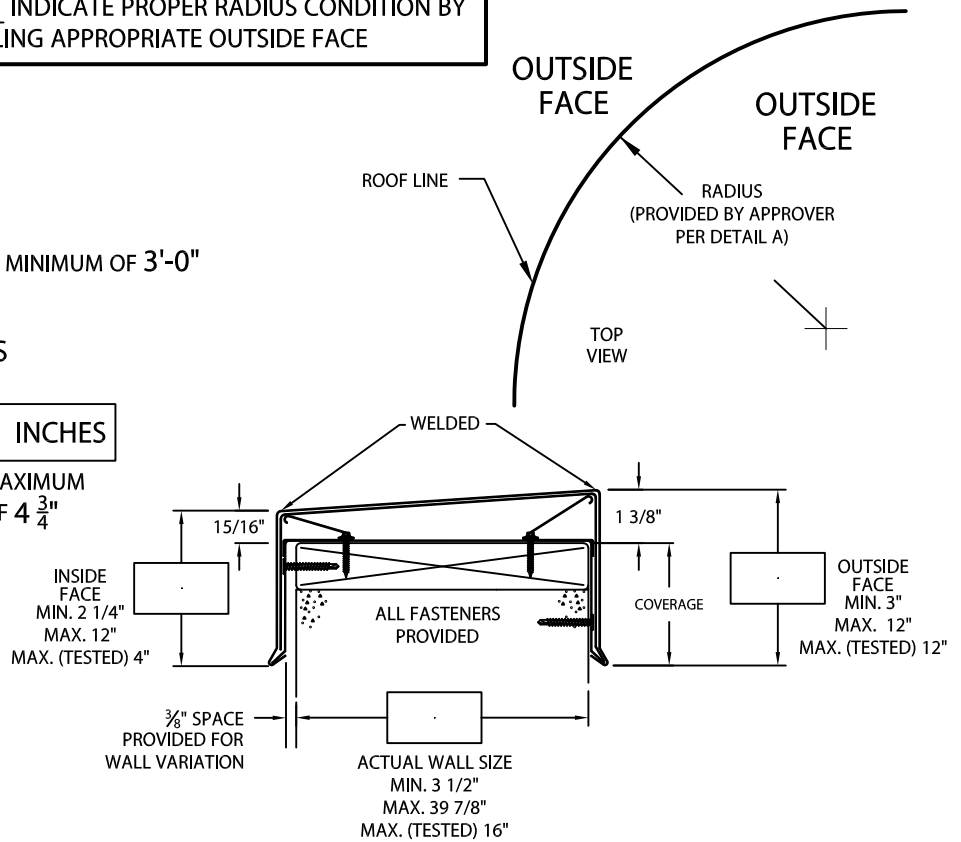 INDICATE PROPER RADIUS CONDITION BY
APPROPRIATE OUTSIDE FACE
OUTSIDE
FACE
OUTSIDE
FACE
ROOF LINE
RADIUS
(PROVIDED BY APPROVER
PER DETAIL A)
MINIMUM OF 3'-0"
TOP
VIEW
INCHES
4 3/4"
WELDED
15/16"
1 3/8"
INSIDE
FACE
MIN. 2 1/4"
MAX. 12"
MAX. (TESTED) 4"
ALL FASTENERS
PROVIDED
COVERAGE
OUTSIDE
FACE
MIN. 3"
MAX. 12"
MAX. (TESTED) 12"
3/8" SPACE
PROVIDED FOR
WALL VARIATION
ACTUAL WALL SIZE
MIN. 3 1/2"
MAX. 39 7/8"
MAX. (TESTED) 16"